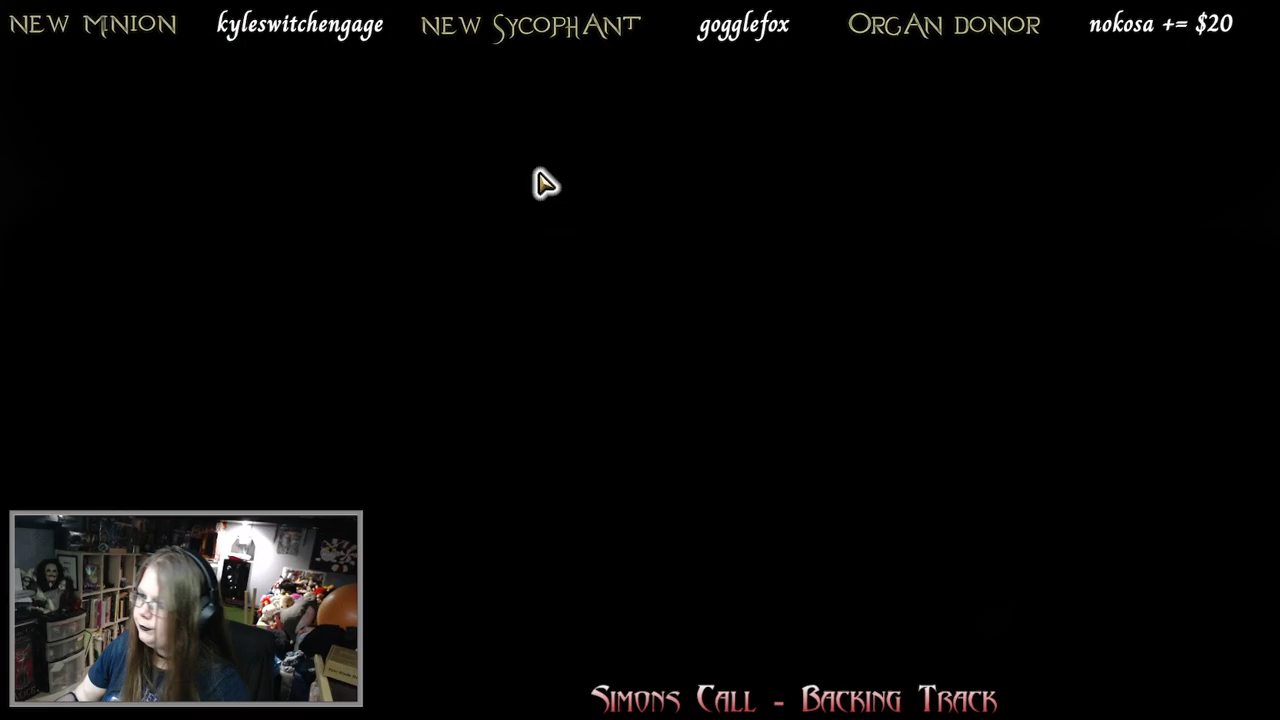 NEW MINION kyleswitchengage NEW SYCOPHANT gogglefox ORGAN DONOR nokosa += $20
SIMONS CALL - BACKING TRACK